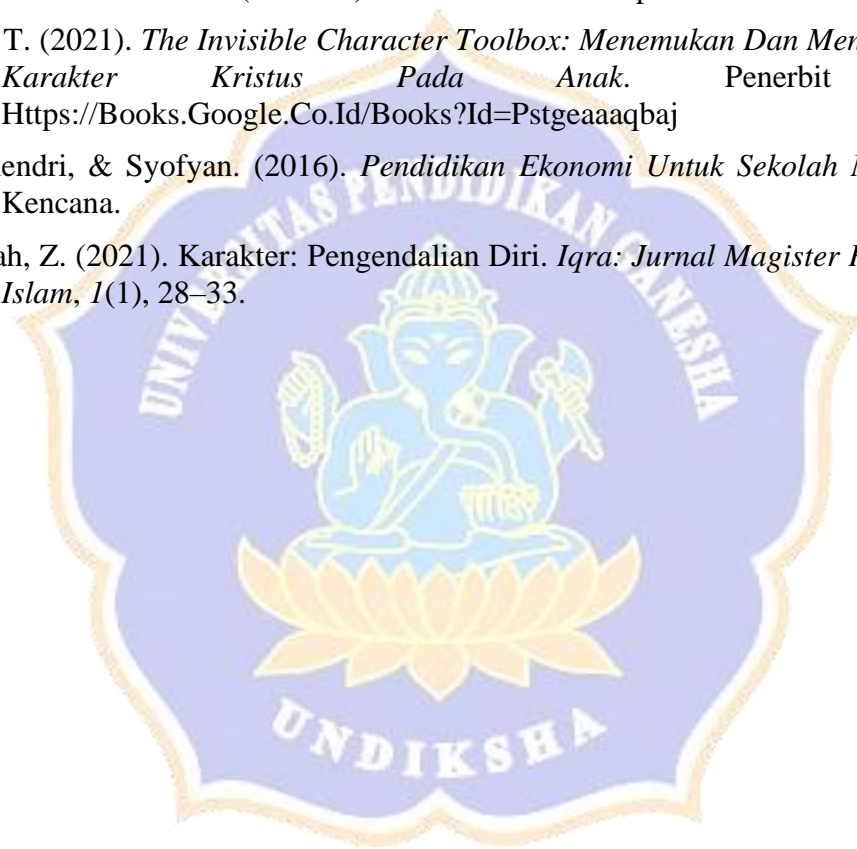 T. (2021). The Invisible Character Toolbox: Menemukan Dan
Karakter Kristus Pada Anak. Penerbit
Https://Books.Google.Co.Id/Books?Id=Pstgeaaaqbaj
endri, & Syofyan. (2016). Pendidikan Ekonomi Untuk Sekolah
Kencana.
ah, Z. (2021). Karakter: Pengendalian Diri. Iqra: Jurnal Magister
Islam, 1(1), 28–33.
UNIVERSITAS PENDIDIKAN GANESHA
UNDIKSHA